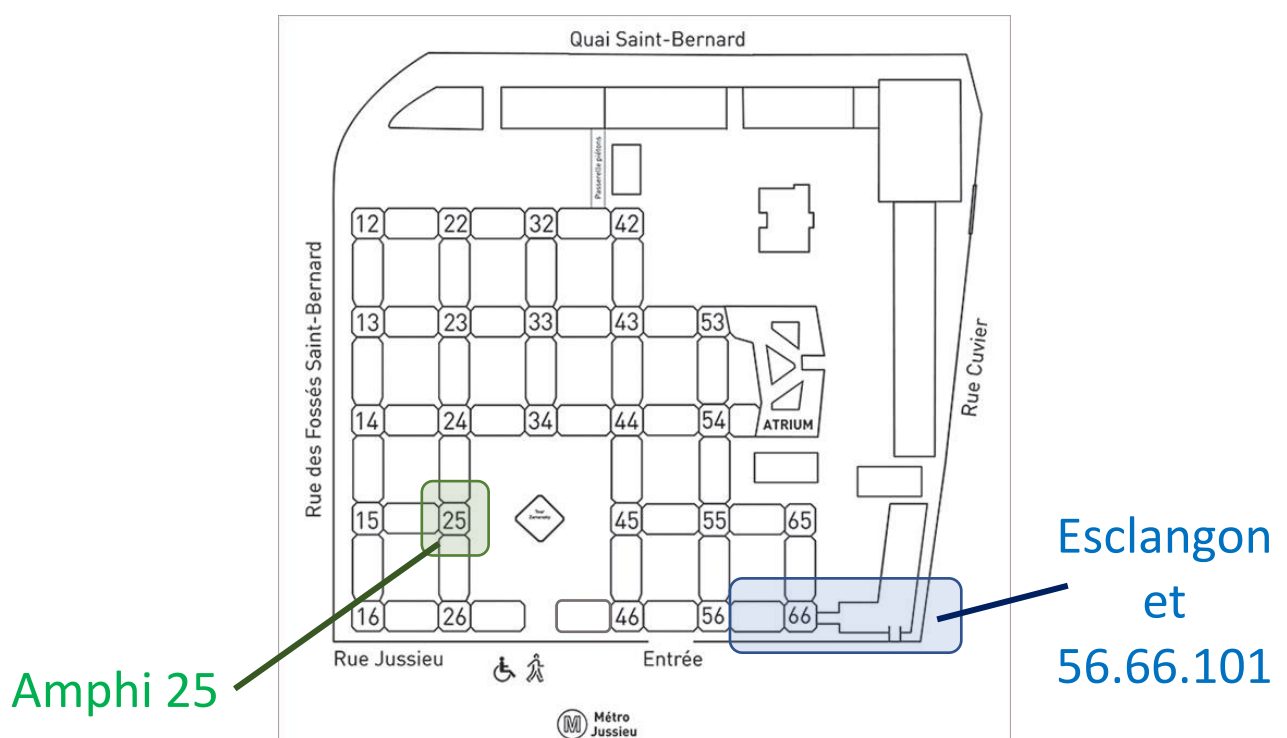 Quai Saint-Bernard
Passerelle piétons
12 22 32 42
Rue des Fossés Saint-Bernard
13 23 33 43 53
Rue Cuvier
14 24 34 44 54 ATRIUM
15 25 Tour Zamansky 45 55 65
16 26 46 56 66
Rue Jussieu
Entrée
Amphi 25
Esclangon
et
56.66.101
M Métro
Jussieu